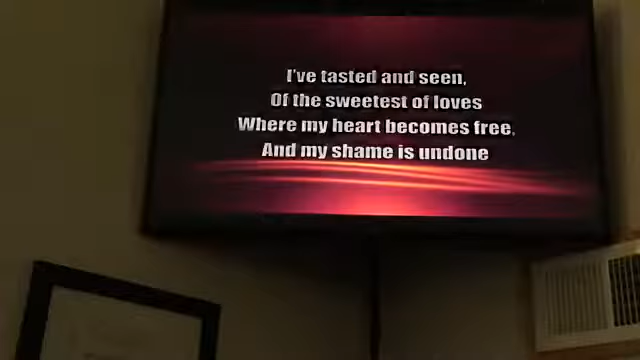 I've tasted and seen,
Of the sweetest of loves
Where my heart becomes free,
And my shame is undone